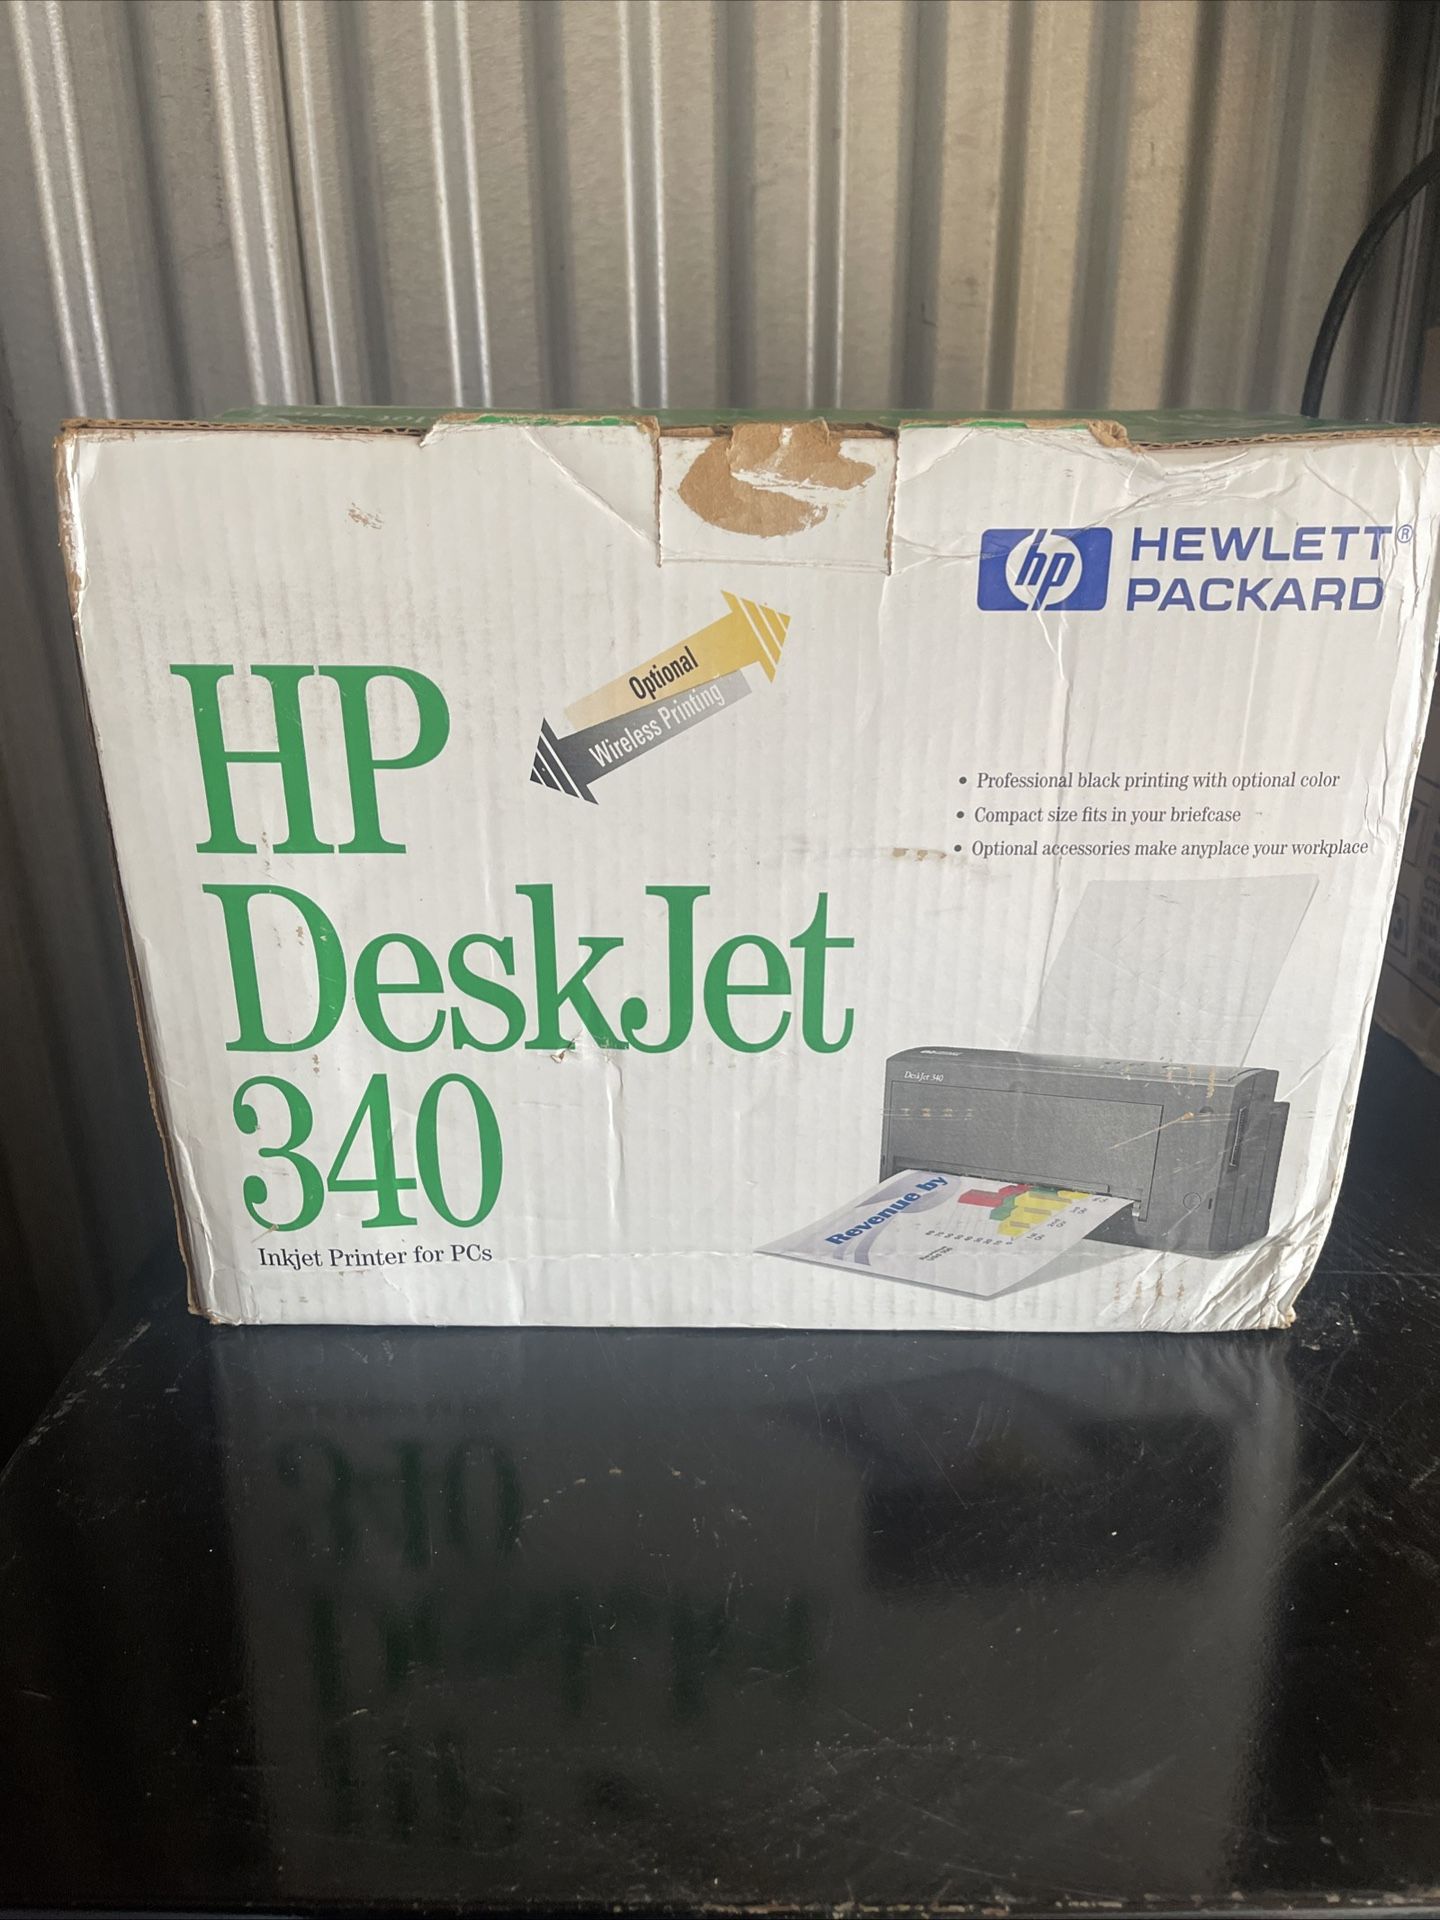 hp HEWLETT®
PACKARD
Optional
Wireless Printing
HP
DeskJet
340
Inkjet Printer for PCs
• Professional black printing with optional color
• Compact size fits in your briefcase
• Optional accessories make anyplace your workplace
DeskJet 340
Revenue by